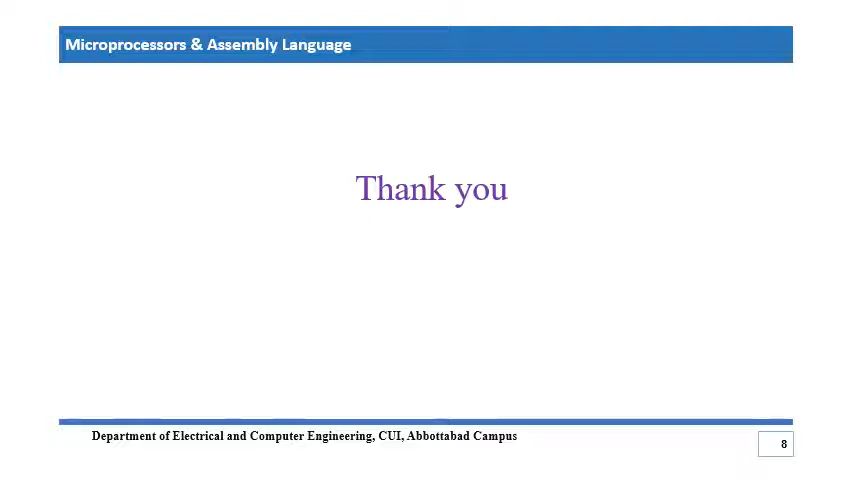 Microprocessors & Assembly Language
Thank you
Department of Electrical and Computer Engineering, CUI, Abbottabad Campus
8